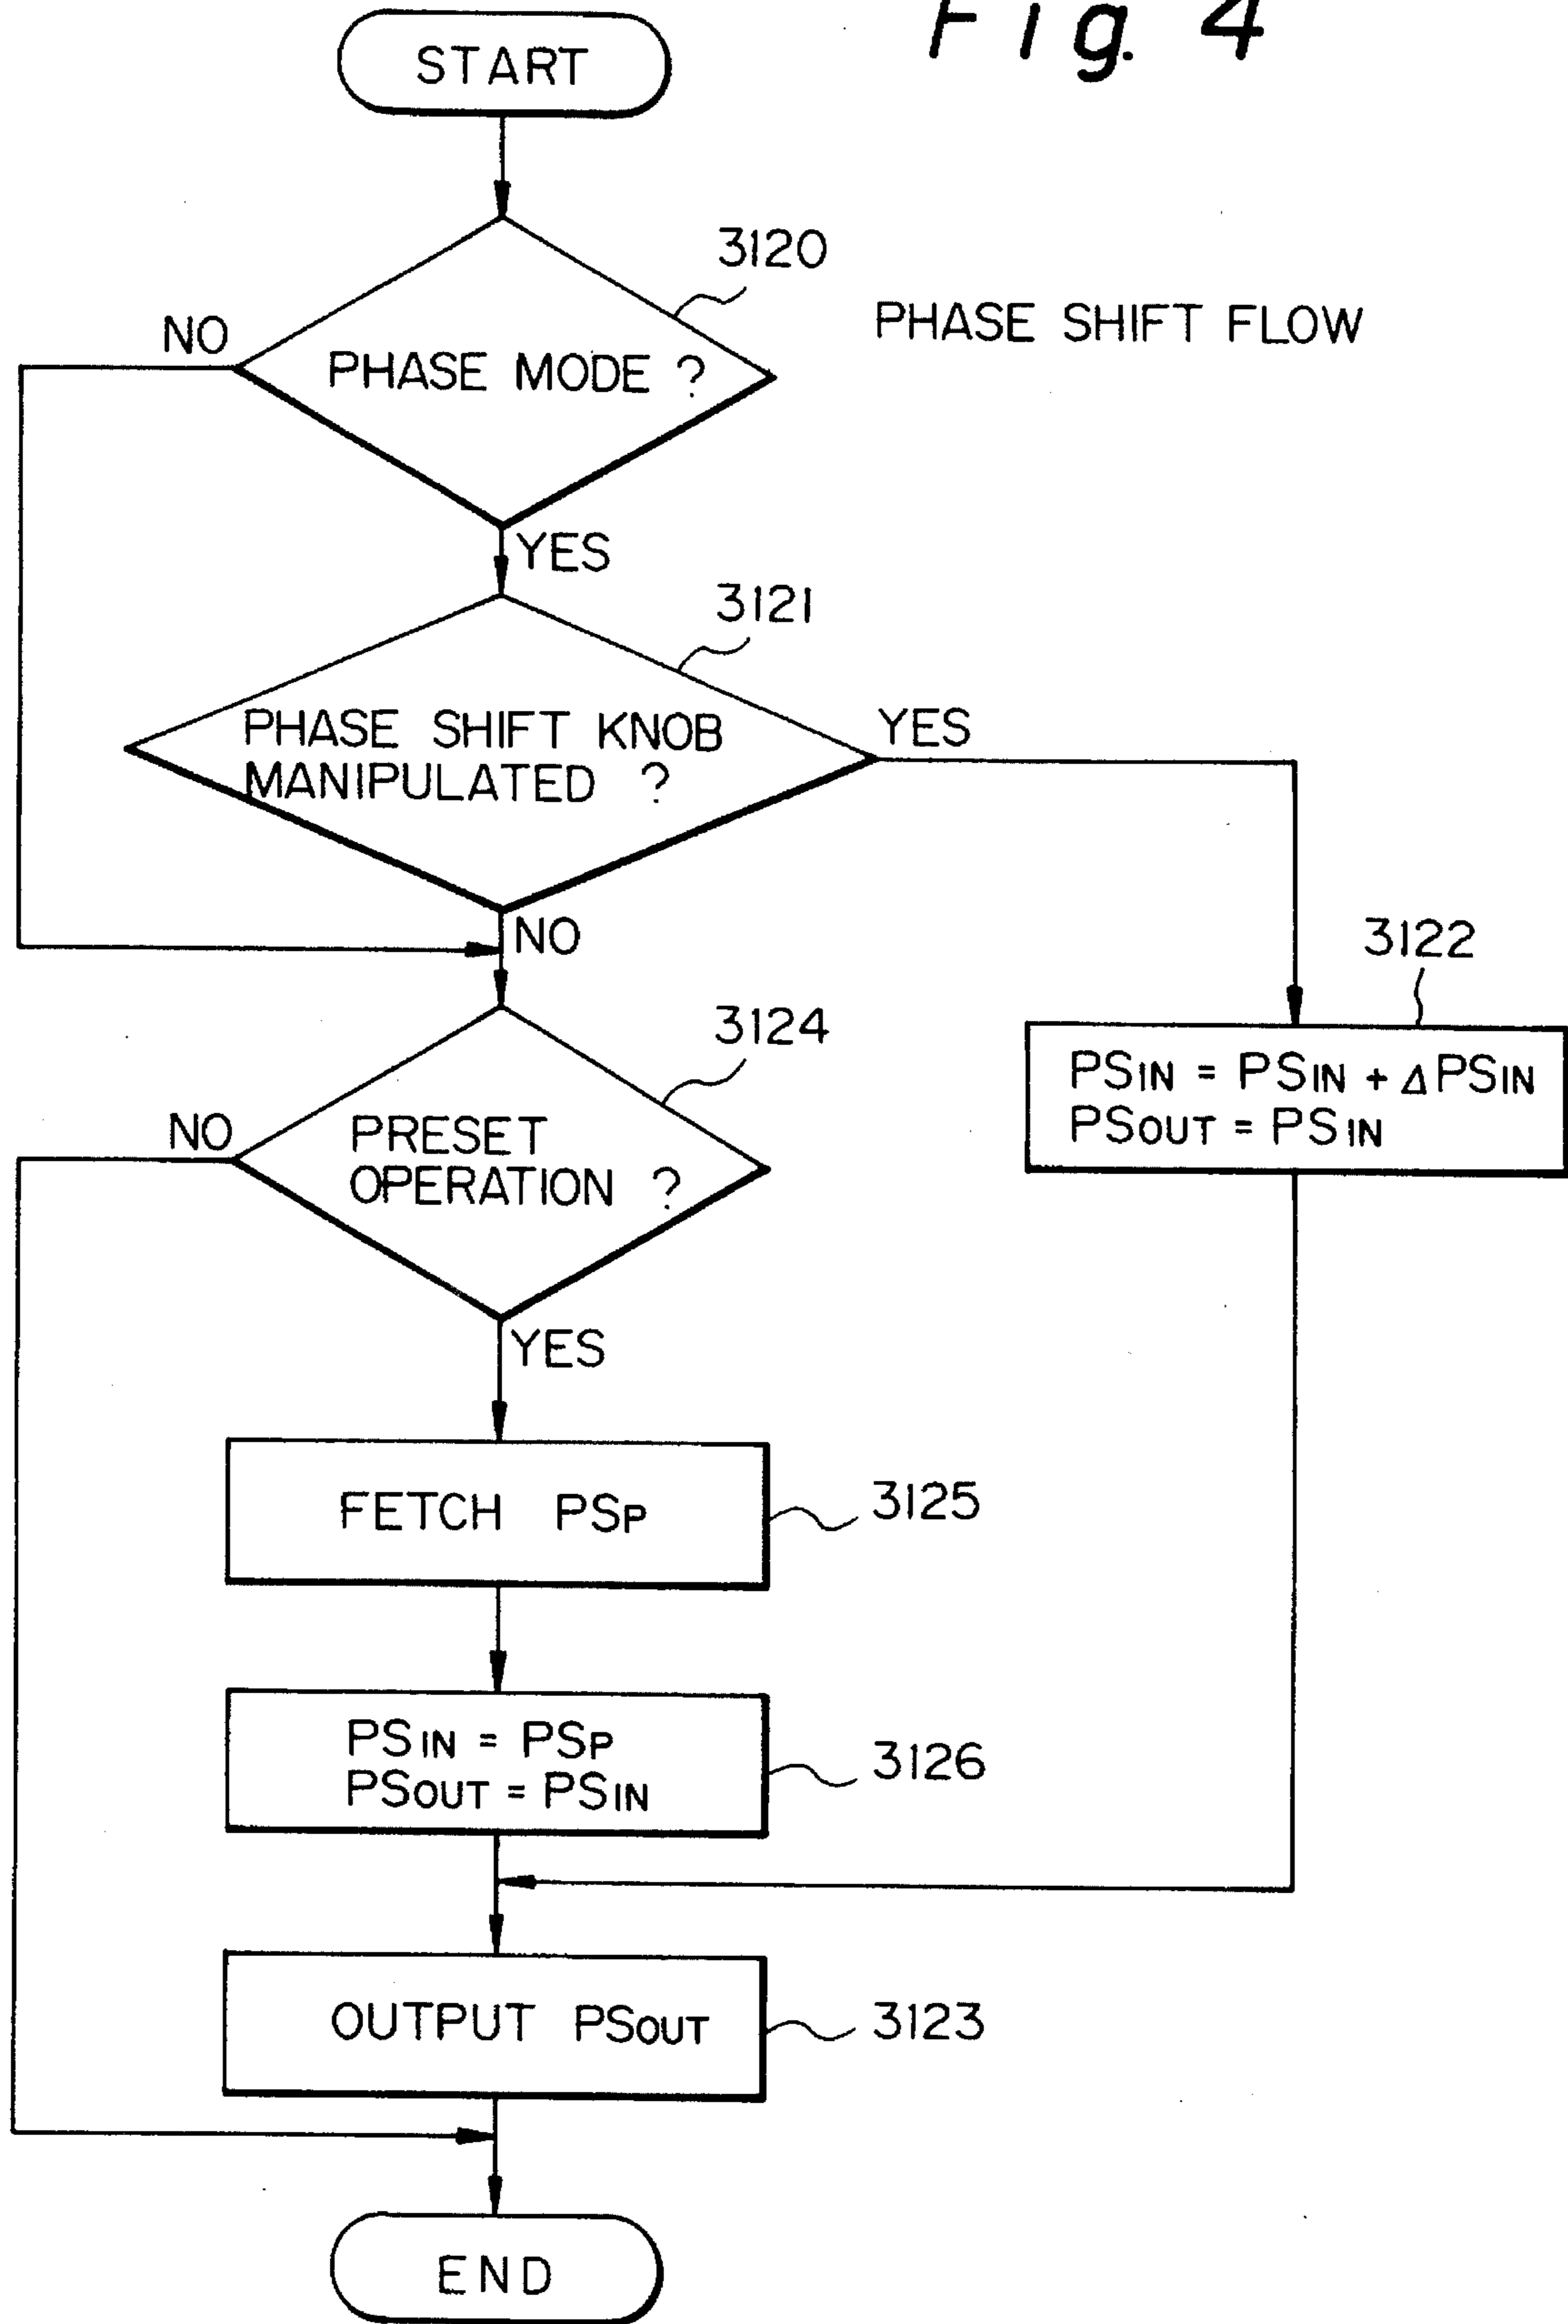 Fig. 4
START
3120
PHASE SHIFT FLOW
NO
PHASE MODE ?
YES
3121
PHASE SHIFT KNOB
MANIPULATED ?
YES
NO
3122
PSIN = PSIN + Δ PSIN
PSOUT = PSIN
3124
NO
PRESET
OPERATION ?
YES
FETCH PSP
3125
PSIN = PSP
PSOUT = PSIN
3126
OUTPUT PSOUT
3123
END